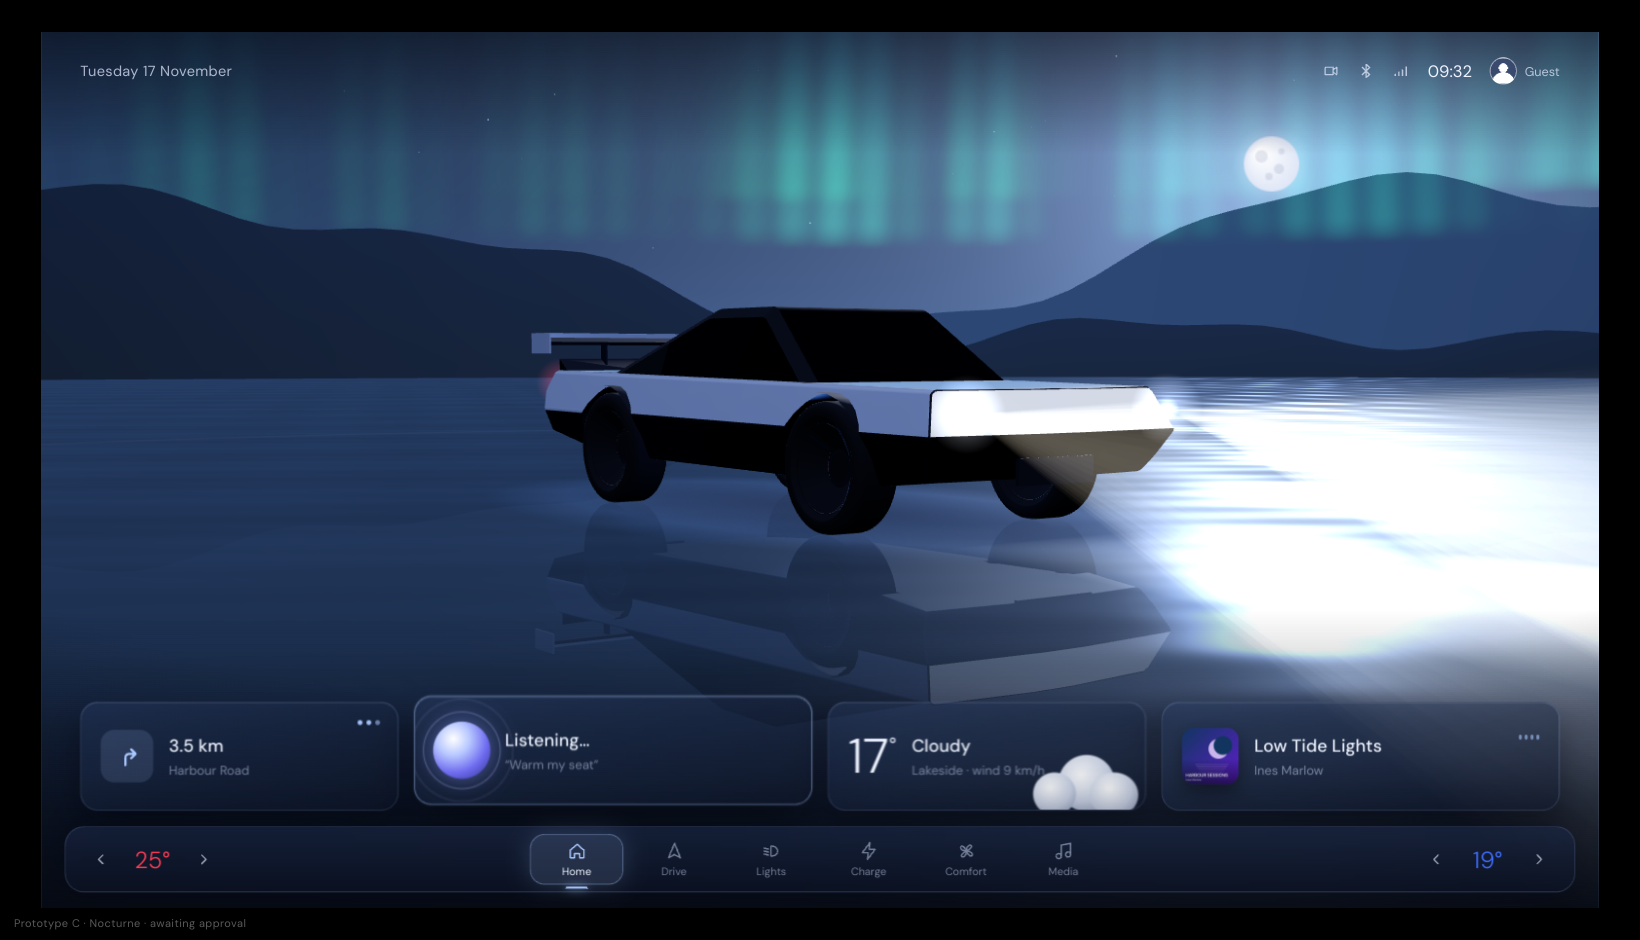 Tuesday 17 November
09:32
Guest
3.5 km
Harbour Road
Listening...
"Warm my seat"
17°
Cloudy
Lakeside · wind 9 km/h
HARBOUR SESSIONS
Low Tide Lights
Ines Marlow
25°
Home
Drive
Lights
Charge
Comfort
Media
19°
Prototype C · Nocturne · awaiting approval